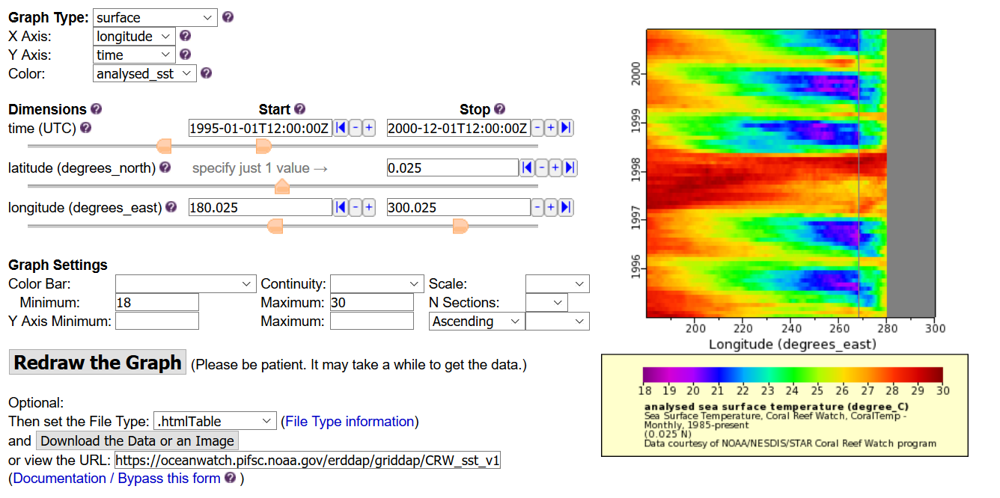 Graph Type: surface ?
X Axis: longitude ?
Y Axis: time ?
Color: analysed_sst ?
Dimensions ? Start ? Stop ?
time (UTC) ? 1995-01-01T12:00:00Z - + 2000-12-01T12:00:00Z - +
latitude (degrees_north) ? specify just 1 value → 0.025 - +
longitude (degrees_east) ? 180.025 - + 300.025 - +
Graph Settings
Color Bar: Continuity: Scale:
Minimum: 18 Maximum: 30 N Sections:
Y Axis Minimum: Maximum: Ascending
Redraw the Graph (Please be patient. It may take a while to get the data.)
Optional:
Then set the File Type: .htmlTable (File Type information)
and Download the Data or an Image
or view the URL: https://oceanwatch.pifsc.noaa.gov/erddap/griddap/CRW_sst_v1
(Documentation / Bypass this form ? )
2000
1999
1998
1997
1996
200 220 240 260 280 300
Longitude (degrees_east)
18 19 20 21 22 23 24 25 26 27 28 29 30
analysed sea surface temperature (degree_C)
Sea Surface Temperature, Coral Reef Watch, CoralTemp -
Monthly, 1985-present
(0.025 N)
Data courtesy of NOAA/NESDIS/STAR Coral Reef Watch program